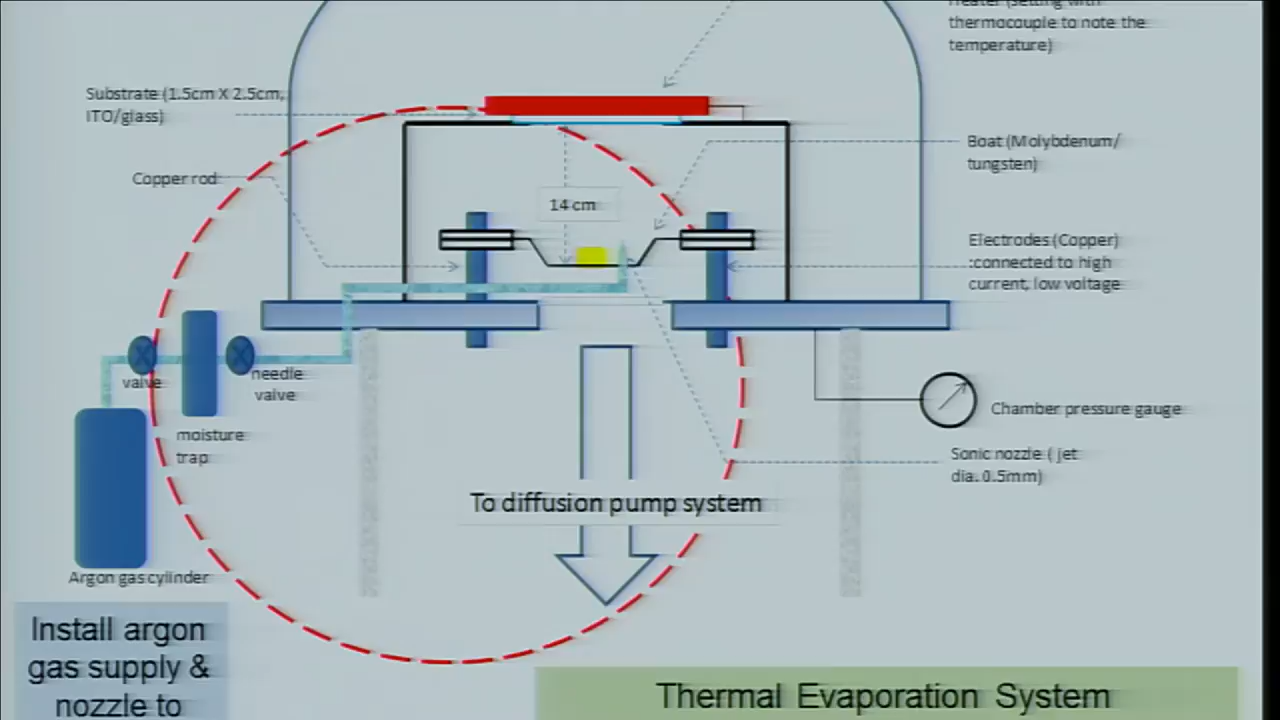 Heater (setting with
thermocouple to note the
temperature)
Substrate (1.5cm X 2.5cm,
ITO/glass)
Boat (Molybdenum/
tungsten)
Copper rod
14 cm
Electrodes (Copper)
:connected to high
current, low voltage
valve
needle
valve
moisture
trap
Chamber pressure gauge
Sonic nozzle ( jet
dia. 0.5mm)
To diffusion pump system
Argon gas cylinder
Install argon
gas supply &
nozzle to
Thermal Evaporation System